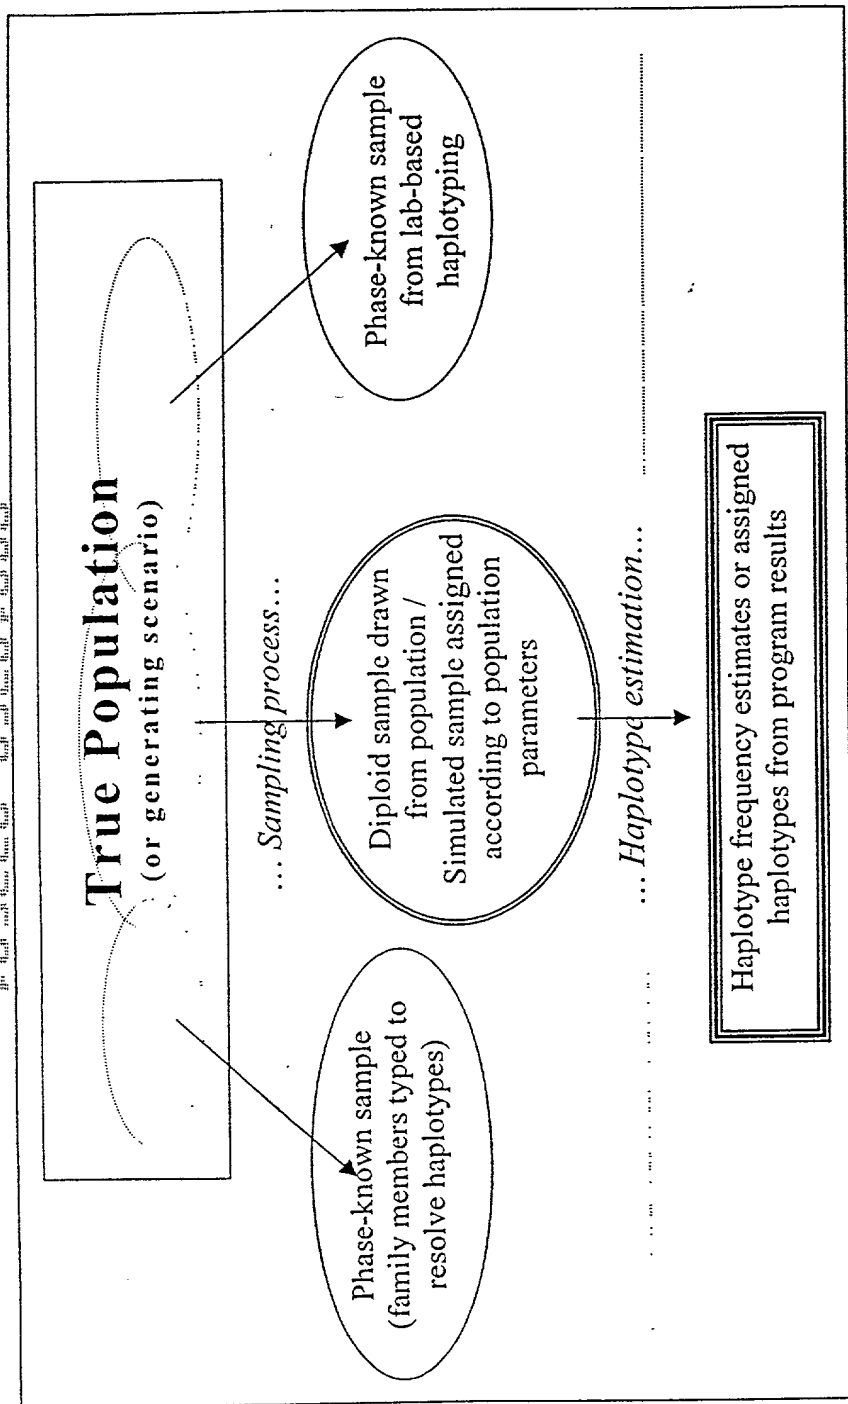 True Population
(or generating scenario)
... Sampling process...
Phase-known sample
(family members typed to
resolve haplotypes)
Diploid sample drawn
from population /
Simulated sample assigned
according to population
parameters
Phase-known sample
from lab-based
haplotyping
... Haplotype estimation...
Haplotype frequency estimates or assigned
haplotypes from program results